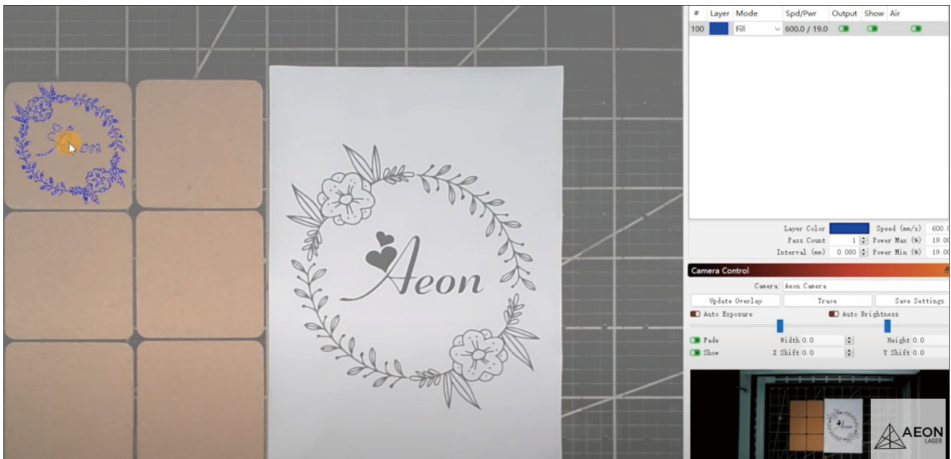 # Layer Mode Spd/Pwr Output Show Air
100 Fill 600.0 / 19.0
Aeon
Layer Color Speed (mm/s) 600.0
Pass Count 1 Power Max (%) 19.00
Interval (mm) 0.080 Power Min (%) 19.00
Camera Control
Camera: Aeon Camera
Update Overlay Trace Save Settings
Auto Exposure Auto Brightness
Fade Width 0.0 Height 0.0
Show X Shift 0.0 Y Shift 0.0
Aeon
AEON
LASER